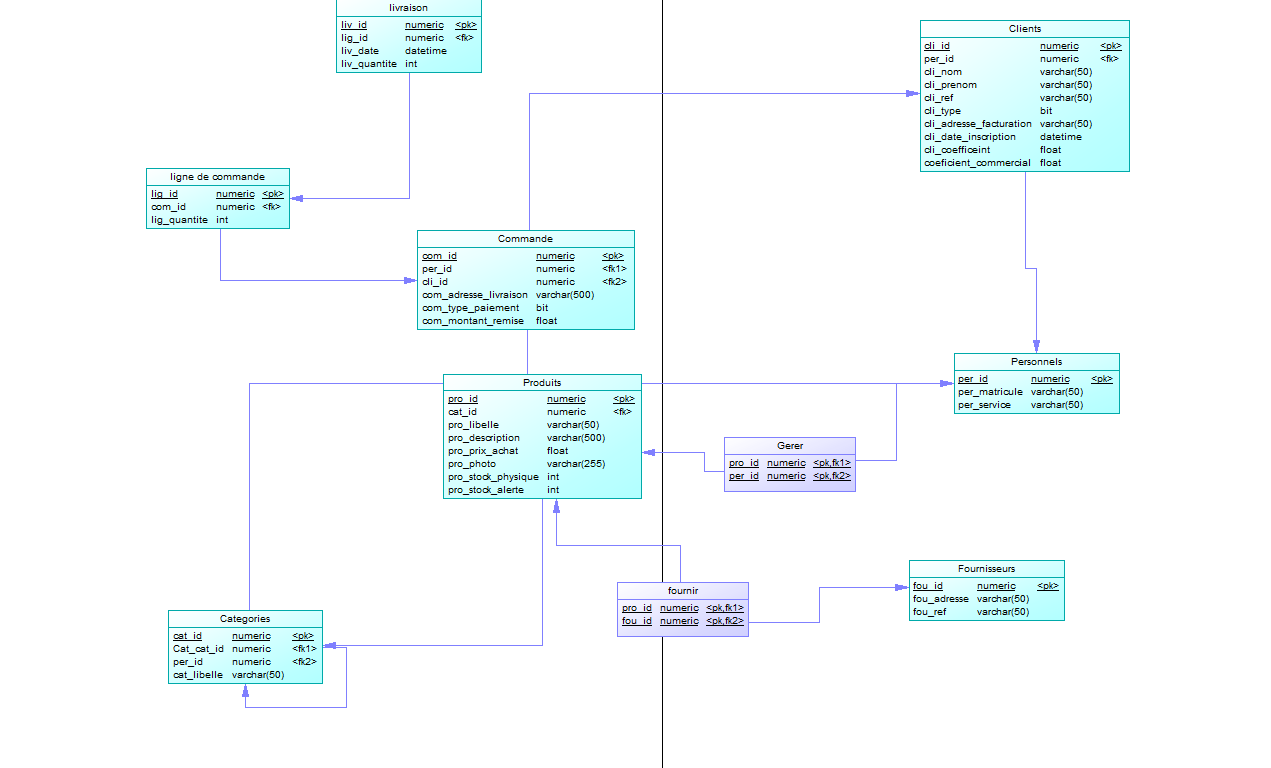 livraison
liv_id numeric <pk>
lig_id numeric <fk>
liv_date datetime
liv_quantite int
Clients
cli_id numeric <pk>
per_id numeric <fk>
cli_nom varchar(50)
cli_prenom varchar(50)
cli_ref varchar(50)
cli_type bit
cli_adresse_facturation varchar(50)
cli_date_inscription datetime
cli_coefficeint float
coeficient_commercial float
ligne de commande
lig_id numeric <pk>
com_id numeric <fk>
lig_quantite int
Commande
com_id numeric <pk>
per_id numeric <fk1>
cli_id numeric <fk2>
com_adresse_livraison varchar(500)
com_type_paiement bit
com_montant_remise float
Personnels
per_id numeric <pk>
per_matricule varchar(50)
per_service varchar(50)
Produits
pro_id numeric <pk>
cat_id numeric <fk>
pro_libelle varchar(50)
pro_description varchar(500)
pro_prix_achat float
pro_photo varchar(255)
pro_stock_physique int
pro_stock_alerte int
Gerer
pro_id numeric <pk,fk1>
per_id numeric <pk,fk2>
fournir
pro_id numeric <pk,fk1>
fou_id numeric <pk,fk2>
Fournisseurs
fou_id numeric <pk>
fou_adresse varchar(50)
fou_ref varchar(50)
Categories
cat_id numeric <pk>
Cat_cat_id numeric <fk1>
per_id numeric <fk2>
cat_libelle varchar(50)